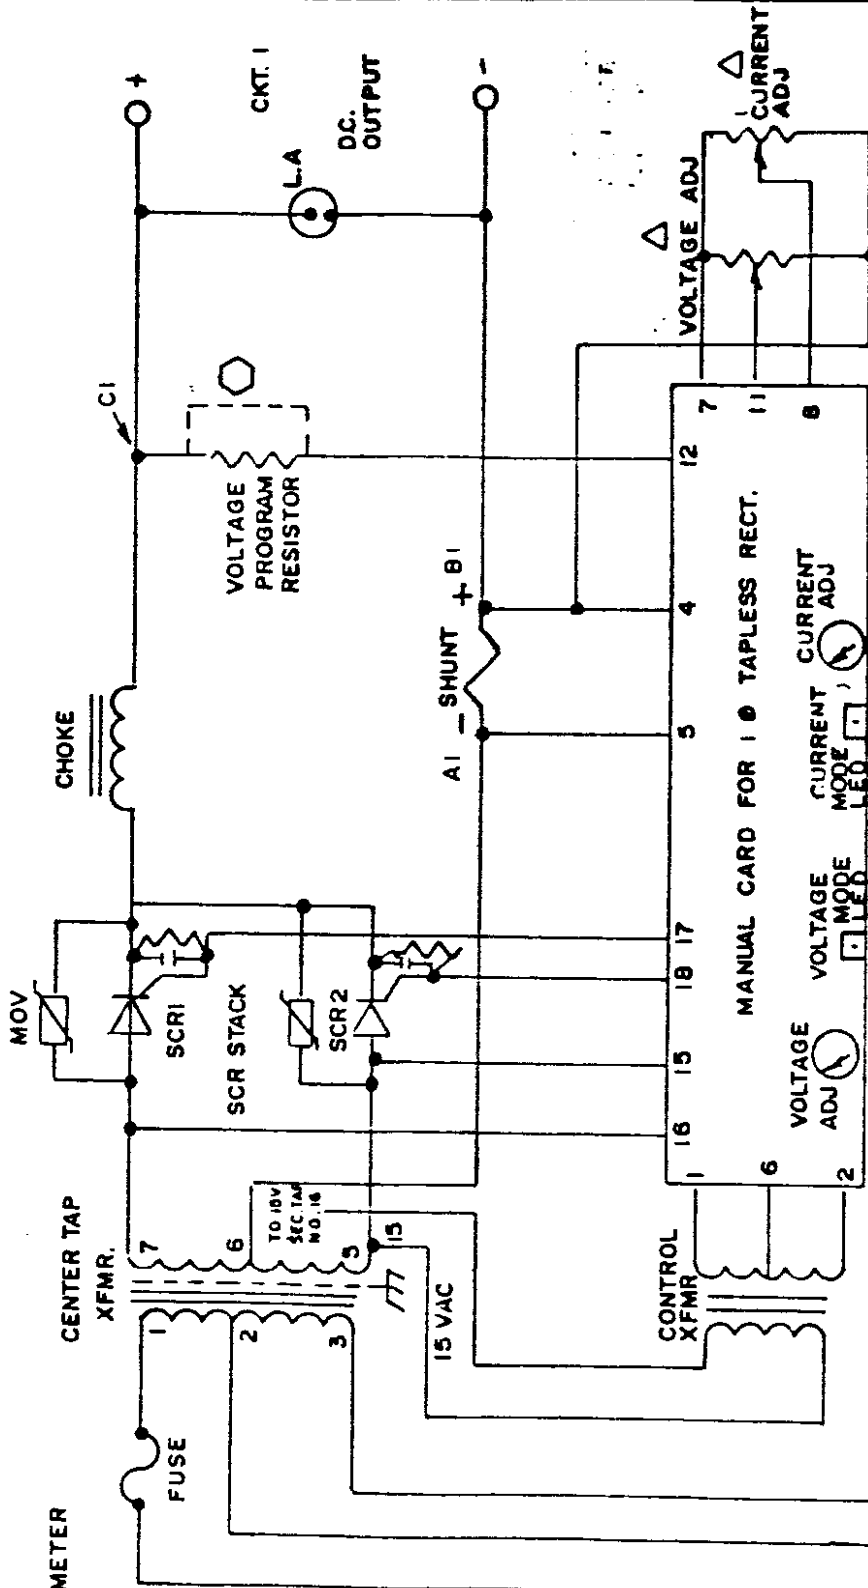 METER
FUSE
CENTER TAP
XFMR.
1
2
3
7
6
5
TO 18V
SEC. TAP
NO. 16
15
15 VAC
CONTROL
XFMR
MOV
SCR1
SCR STACK
SCR2
CHOKE
C1
VOLTAGE
PROGRAM
RESISTOR
A1
-
SHUNT
+
B1
+
CKT. 1
L.A
D.C.
OUTPUT
-
VOLTAGE ADJ
CURRENT
ADJ
16
15
18
17
5
4
12
1
6
2
7
11
8
MANUAL CARD FOR 1 Ø TAPLESS RECT.
VOLTAGE
ADJ
VOLTAGE
MODE
LED
CURRENT
MODE
LED
CURRENT
ADJ